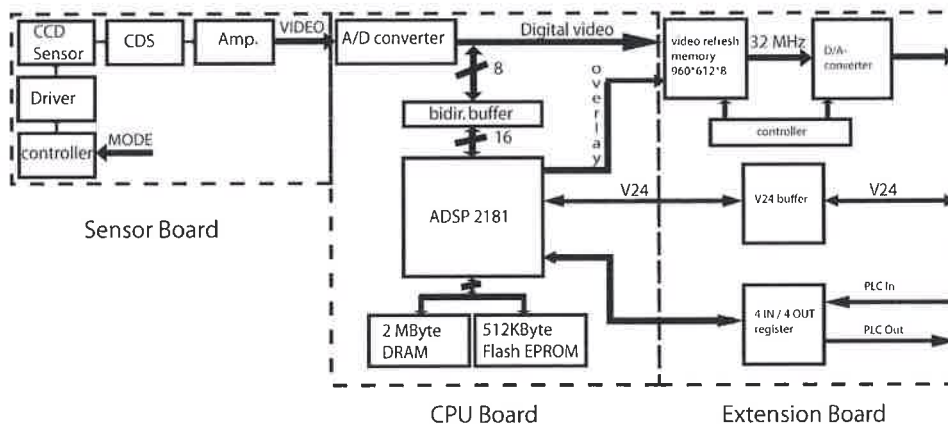 CCD
Sensor
CDS
Amp.
VIDEO
Driver
controller
MODE
Sensor Board
A/D converter
Digital video
8
bidir. buffer
16
overlay
ADSP 2181
V24
2 MByte
DRAM
512KByte
Flash EPROM
CPU Board
video refresh
memory
960*612*8
32 MHz
D/A-
converter
controller
V24 buffer
V24
4 IN / 4 OUT
register
PLC In
PLC Out
Extension Board